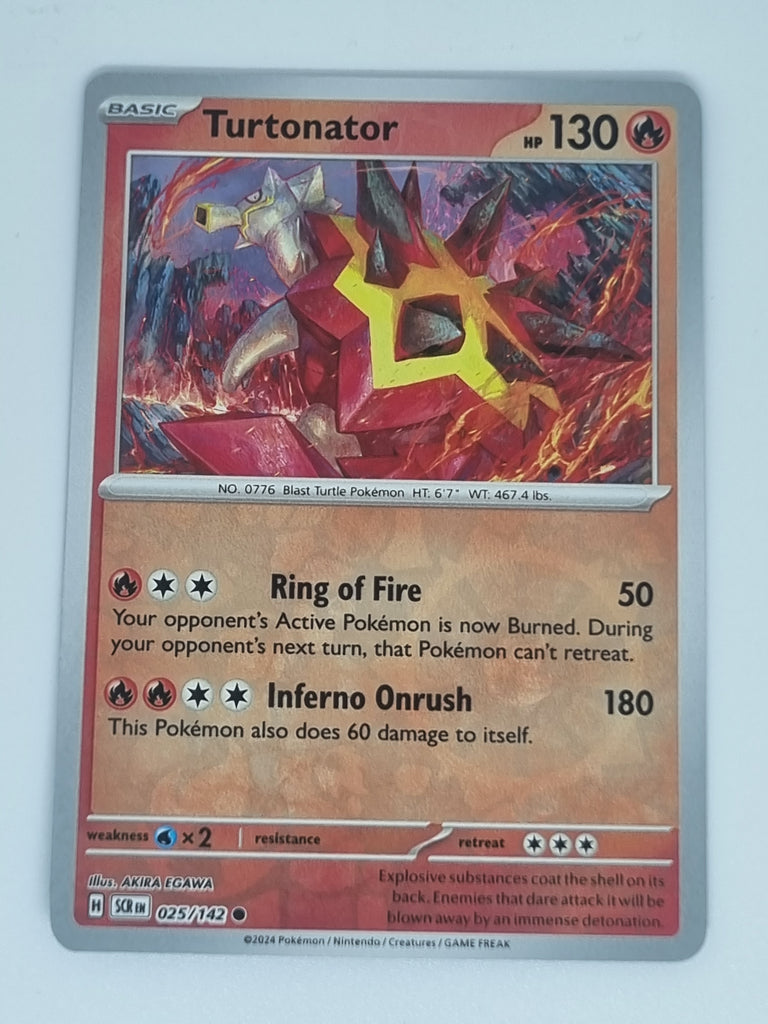 BASIC Turtonator HP 130
NO. 0776 Blast Turtle Pokémon HT: 6'7" WT: 467.4 lbs.
Ring of Fire 50
Your opponent's Active Pokémon is now Burned. During
your opponent's next turn, that Pokémon can't retreat.
Inferno Onrush 180
This Pokémon also does 60 damage to itself.
weakness ×2 resistance retreat
Illus. AKIRA EGAWA
H SCR EN 025/142
Explosive substances coat the shell on its
back. Enemies that dare attack it will be
blown away by an immense detonation.
©2024 Pokémon / Nintendo / Creatures / GAME FREAK